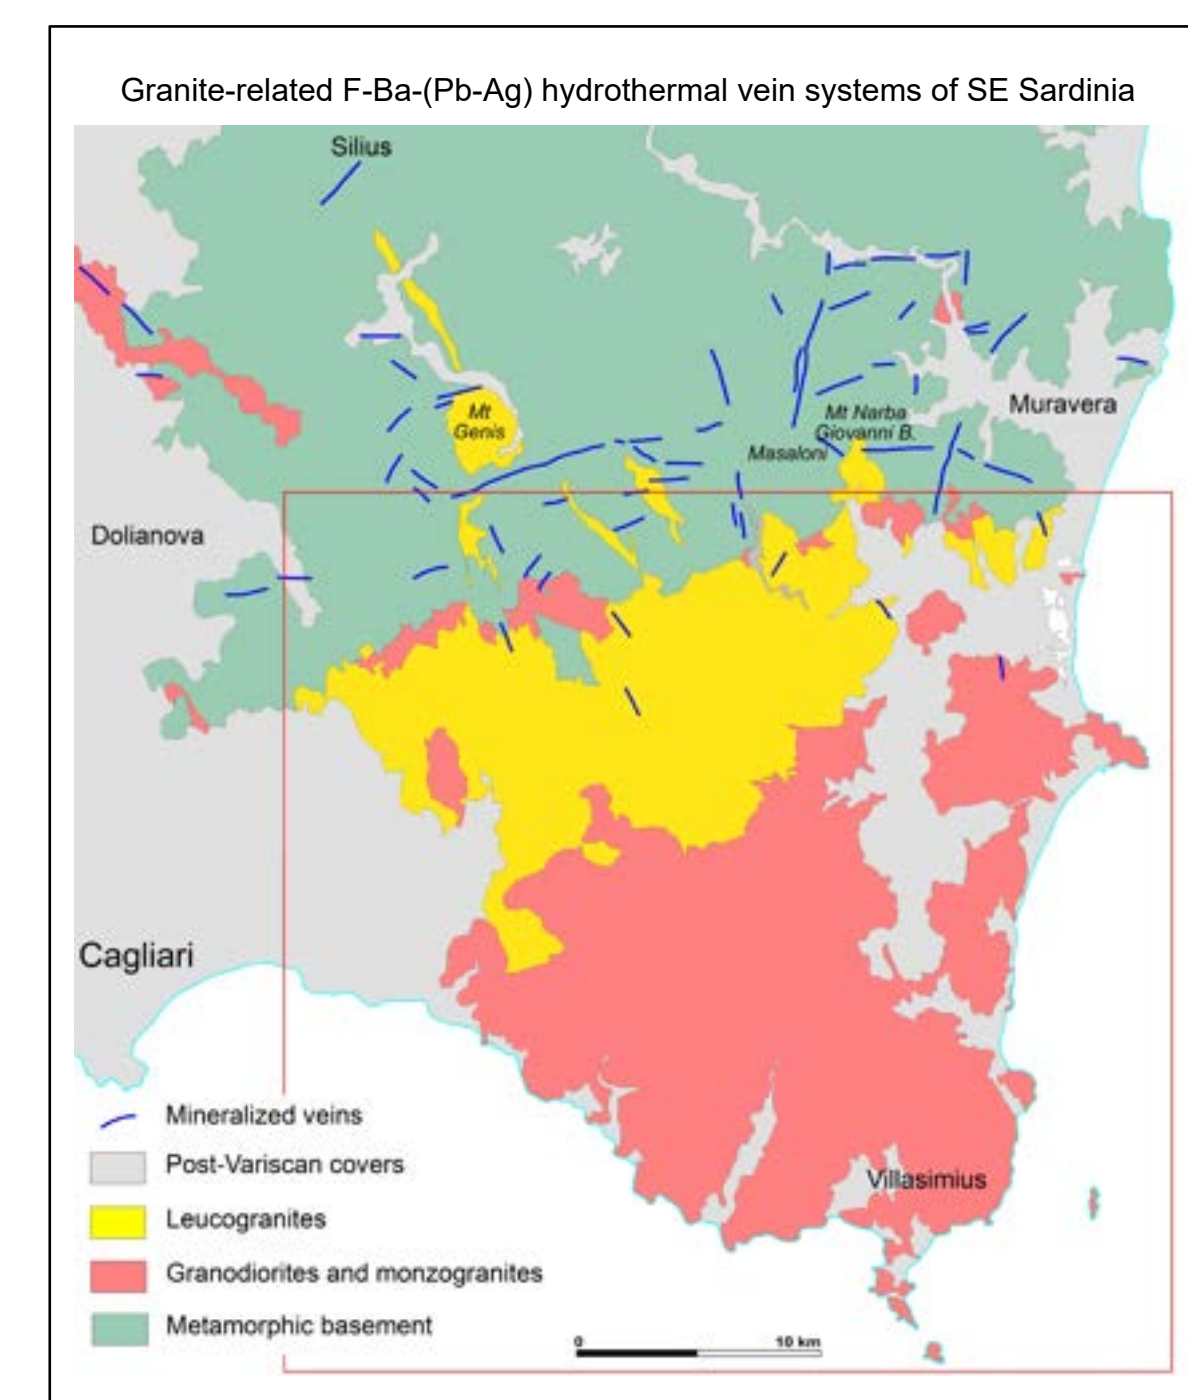 Granite-related F-Ba-(Pb-Ag) hydrothermal vein systems of SE Sardinia
Silius
Mt
Genis
Muravera
Mt Narba
Giovanni B.
Masaloni
Dolianova
Cagliari
Villasimius
Mineralized veins
Post-Variscan covers
Leucogranites
Granodiorites and monzogranites
Metamorphic basement
0 10 km